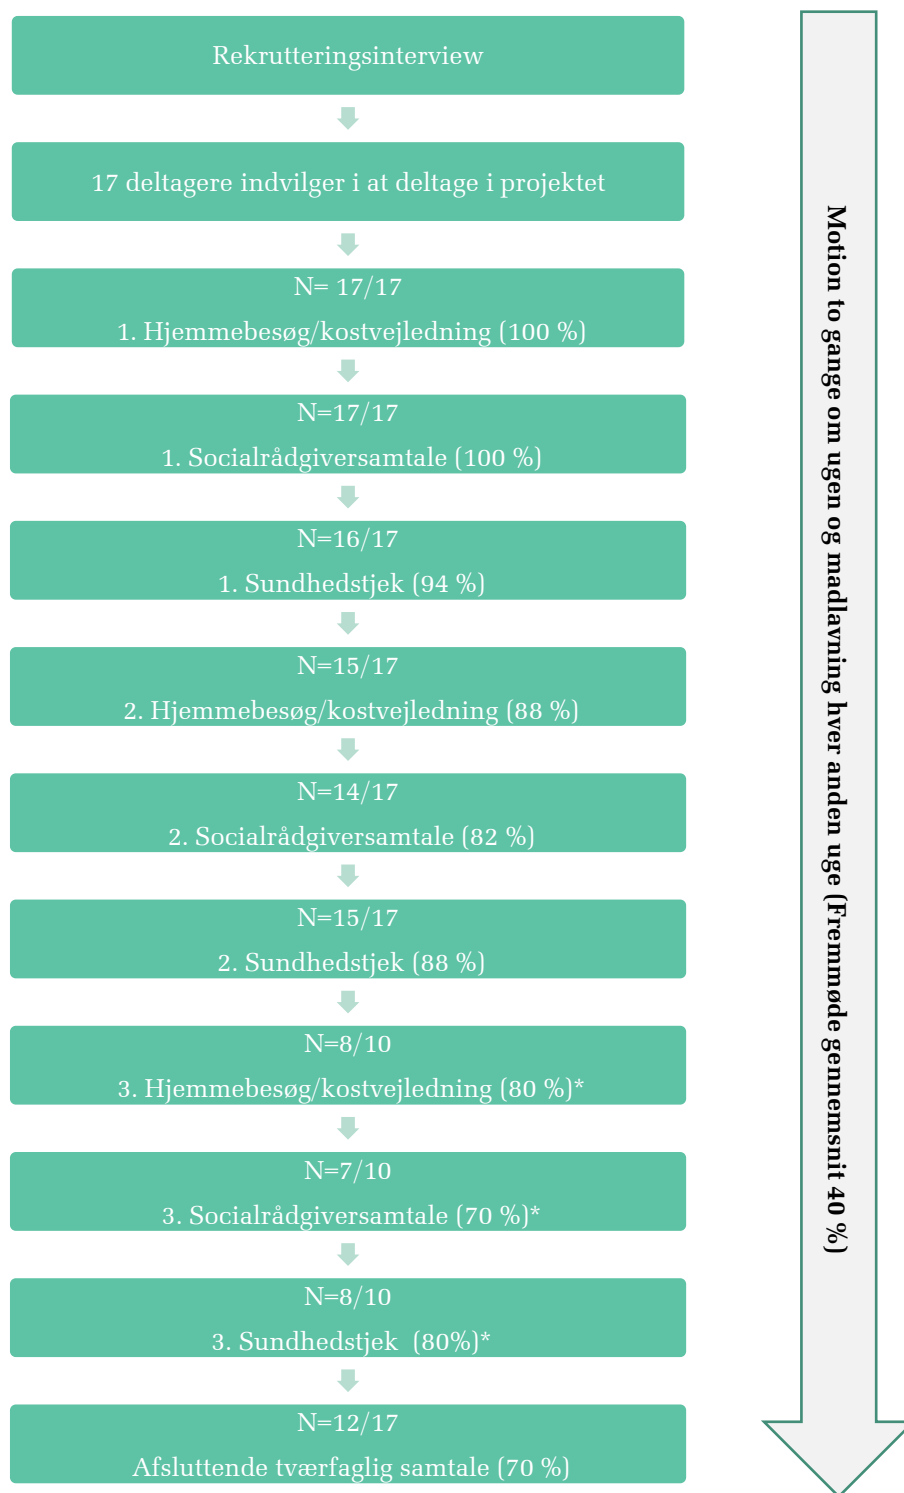 Rekrutteringsinterview
17 deltagere indvilger i at deltage i projektet
N= 17/17
1. Hjemmebesøg/kostvejledning (100 %)
N=17/17
1. Socialrådgiversamtale (100 %)
N=16/17
1. Sundhedstjek (94 %)
N=15/17
2. Hjemmebesøg/kostvejledning (88 %)
N=14/17
2. Socialrådgiversamtale (82 %)
N=15/17
2. Sundhedstjek (88 %)
N=8/10
3. Hjemmebesøg/kostvejledning (80 %)*
N=7/10
3. Socialrådgiversamtale (70 %)*
N=8/10
3. Sundhedstjek  (80%)*
N=12/17
Afsluttende tværfaglig samtale (70 %)
Motion to gange om ugen og madlavning hver anden uge (Fremmøde gennemsnit 40 %)